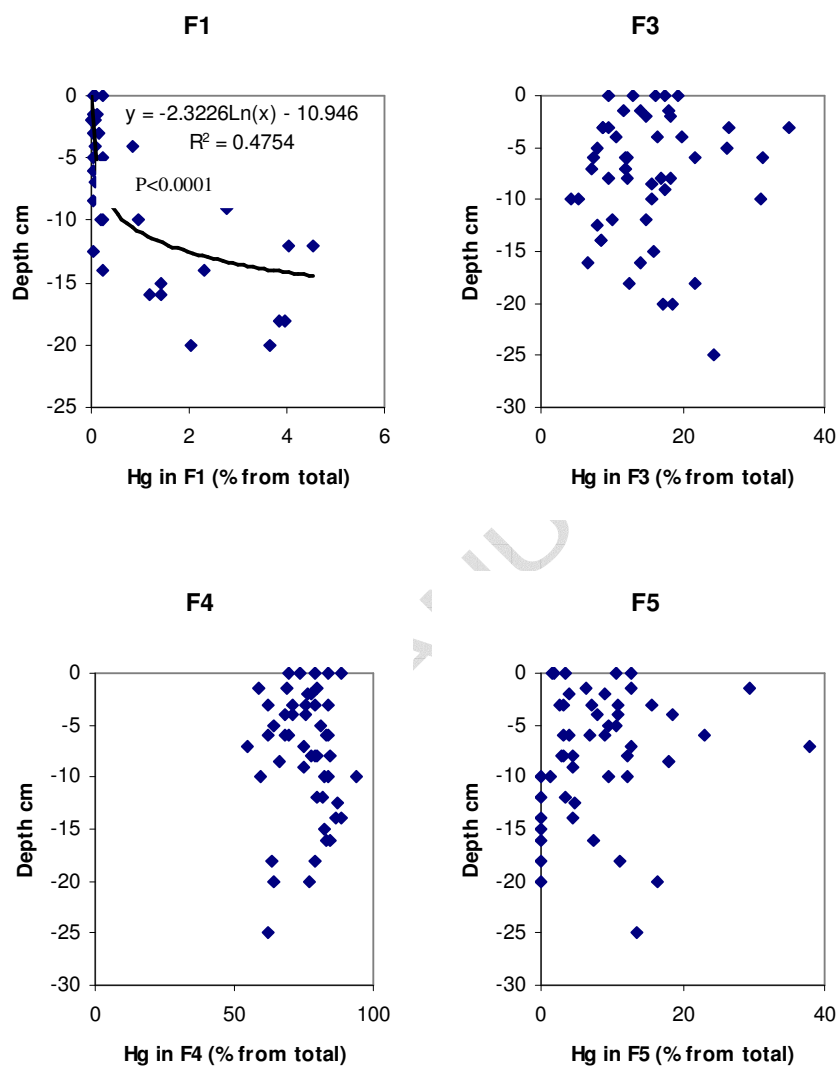 F1
y = -2.3226Ln(x) - 10.946
R² = 0.4754
P<0.0001
0
-5
-10
-15
-20
-25
0 2 4 6
Depth cm
Hg in F1 (% from total)
F3
0
-5
-10
-15
-20
-25
-30
0 20 40
Depth cm
Hg in F3 (% from total)
F4
0
-5
-10
-15
-20
-25
-30
0 50 100
Depth cm
Hg in F4 (% from total)
F5
0
-5
-10
-15
-20
-25
-30
0 20 40
Depth cm
Hg in F5 (% from total)